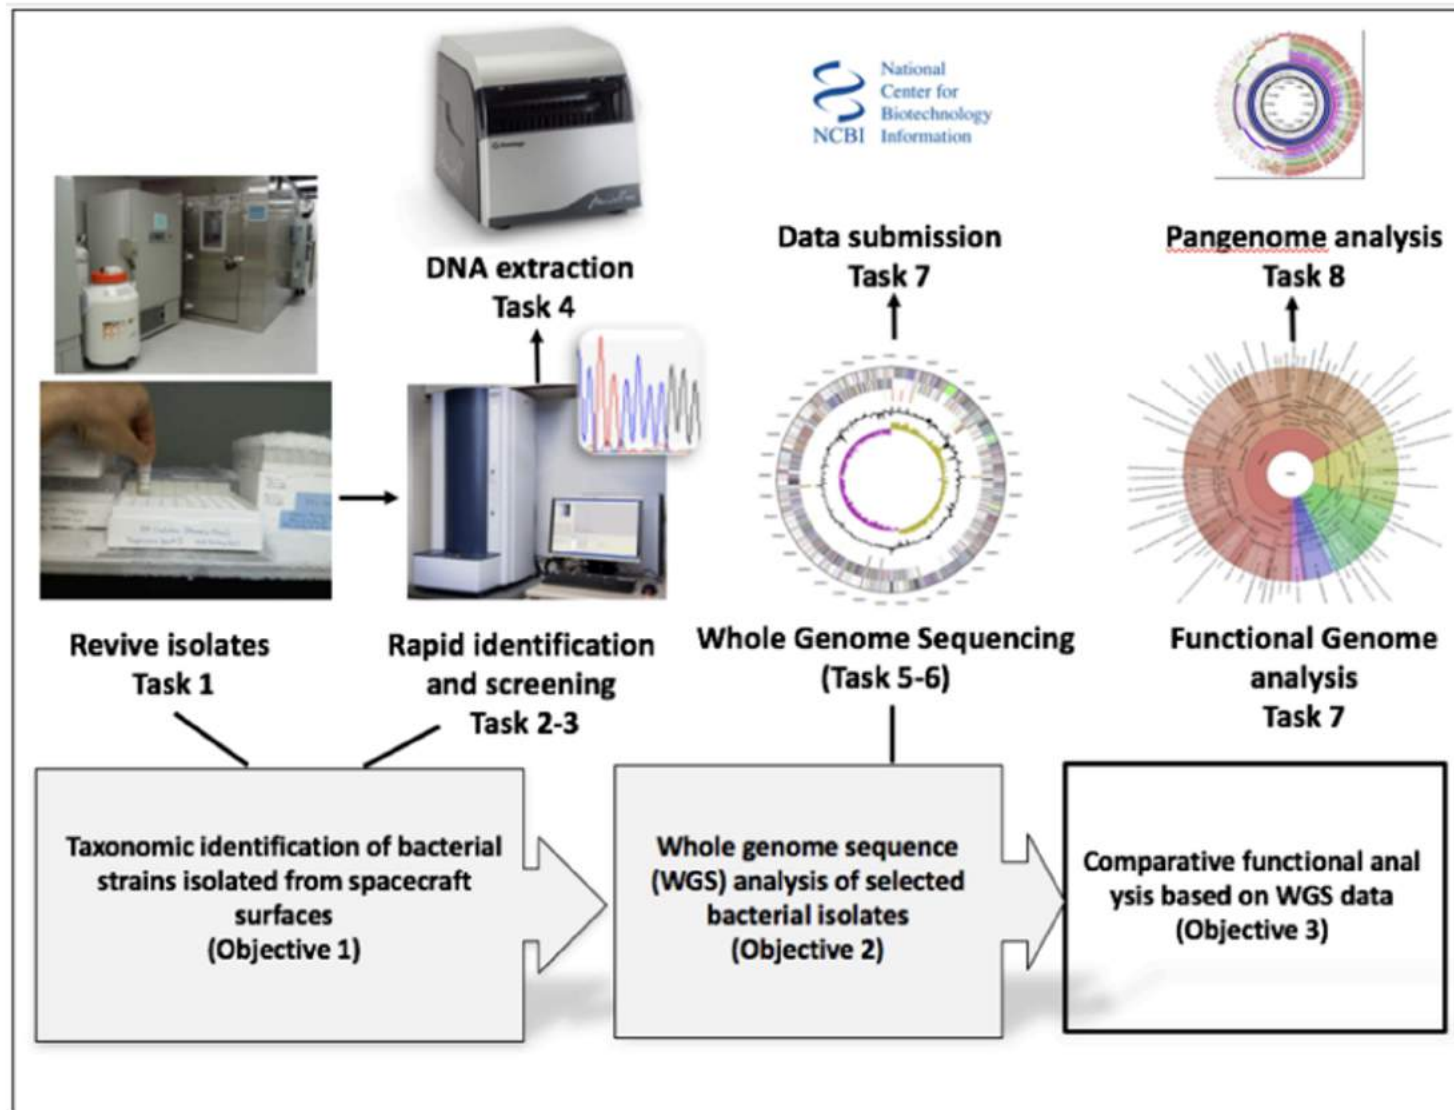 National
Center for
Biotechnology
Information
NCBI
DNA extraction
Task 4
Data submission
Task 7
Pangenome analysis
Task 8
Revive isolates
Task 1
Rapid identification
and screening
Task 2-3
Whole Genome Sequencing
(Task 5-6)
Functional Genome
analysis
Task 7
Taxonomic identification of bacterial
strains isolated from spacecraft
surfaces
(Objective 1)
Whole genome sequence
(WGS) analysis of selected
bacterial isolates
(Objective 2)
Comparative functional anal
ysis based on WGS data
(Objective 3)